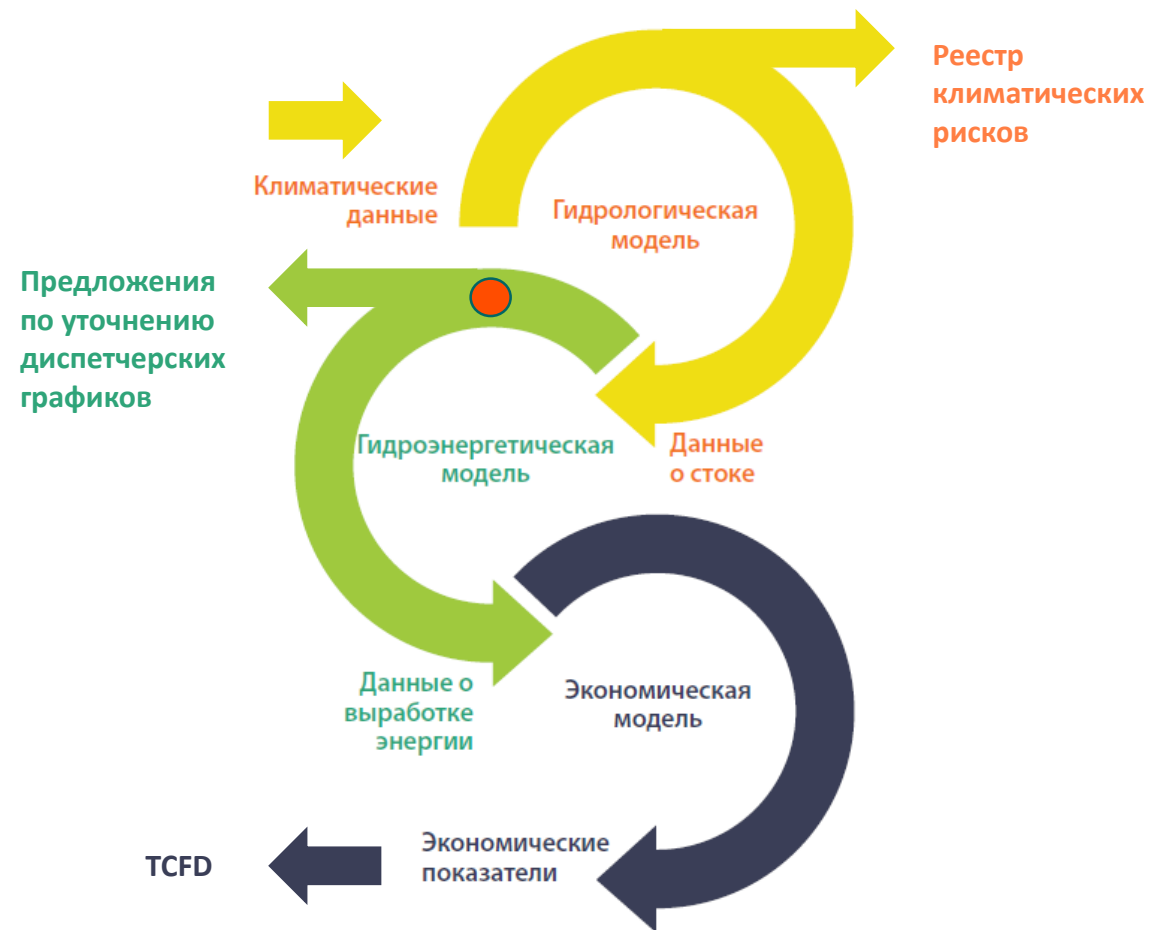 Реестр
климатических
рисков
Климатические
данные
Гидрологическая
модель
Предложения
по уточнению
диспетчерских
графиков
Гидроэнергетическая
модель
Данные
о стоке
Данные о
выработке
энергии
Экономическая
модель
Экономические
показатели
TCFD